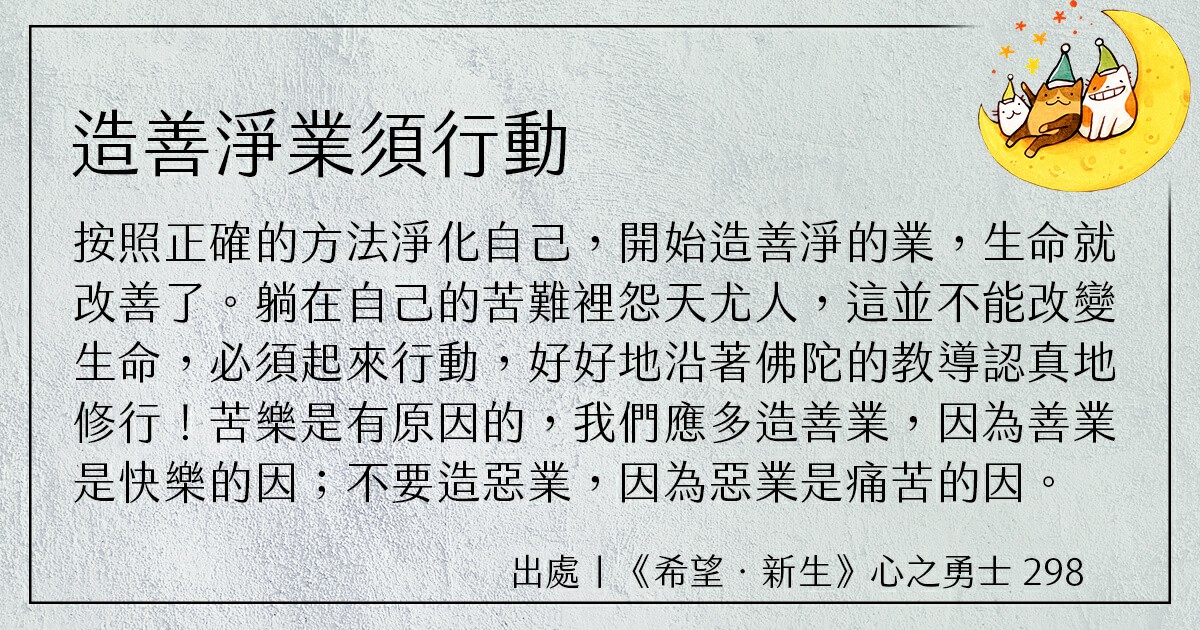 造善淨業須行動
按照正確的方法淨化自己，開始造善淨的業，生命就
改善了。躺在自己的苦難裡怨天尤人，這並不能改變
生命，必須起來行動，好好地沿著佛陀的教導認真地
修行！苦樂是有原因的，我們應多造善業，因為善業
是快樂的因；不要造惡業，因為惡業是痛苦的因。
出處 |《希望．新生》心之勇士 298